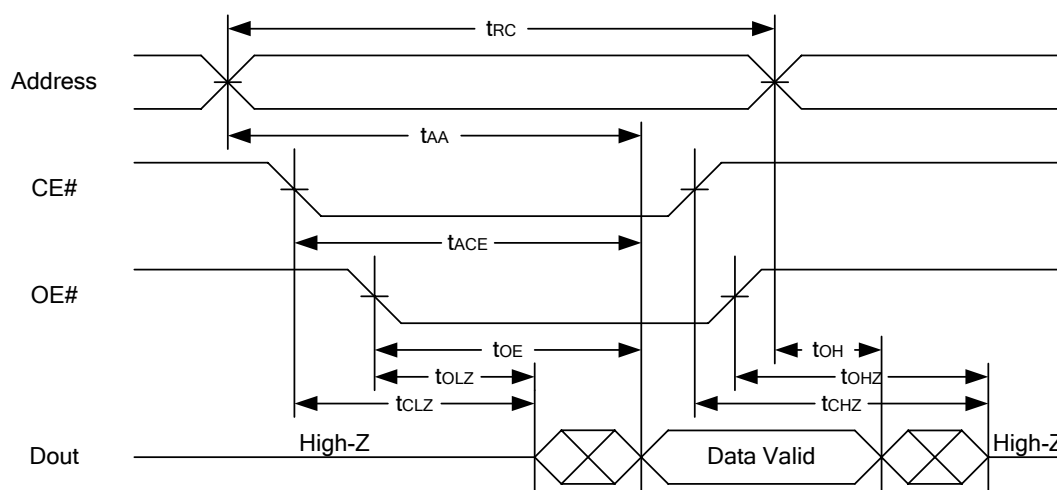 tRC
Address
tAA
CE#
tACE
OE#
tOE
tOH
tOLZ
tOHZ
tCLZ
tCHZ
High-Z
Dout
Data Valid
High-Z